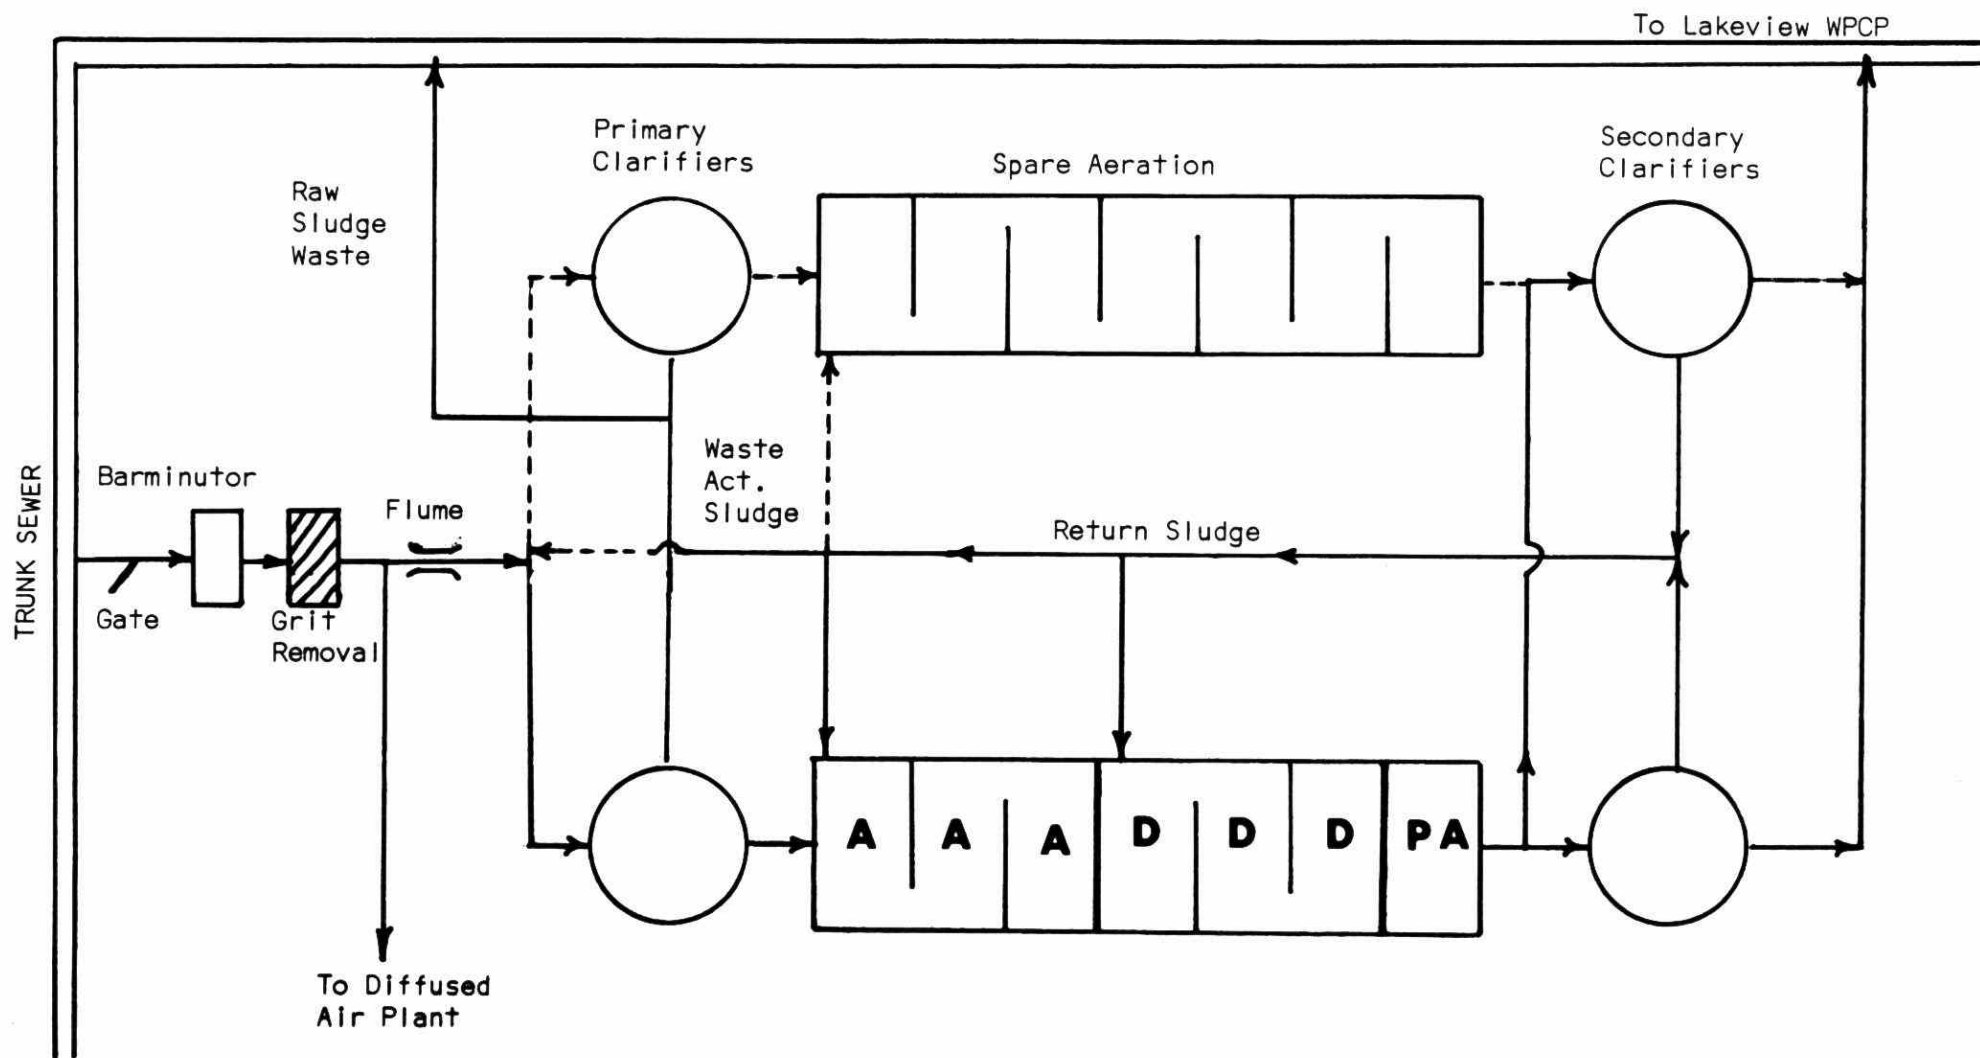 To Lakeview WPCP
Primary
Clarifiers
Secondary
Clarifiers
Spare Aeration
Raw
Sludge
Waste
Waste
Act.
Sludge
Barminutor
Flume
Return Sludge
TRUNK SEWER
Gate
Grit
Removal
A A A D D D PA
To Diffused
Air Plant